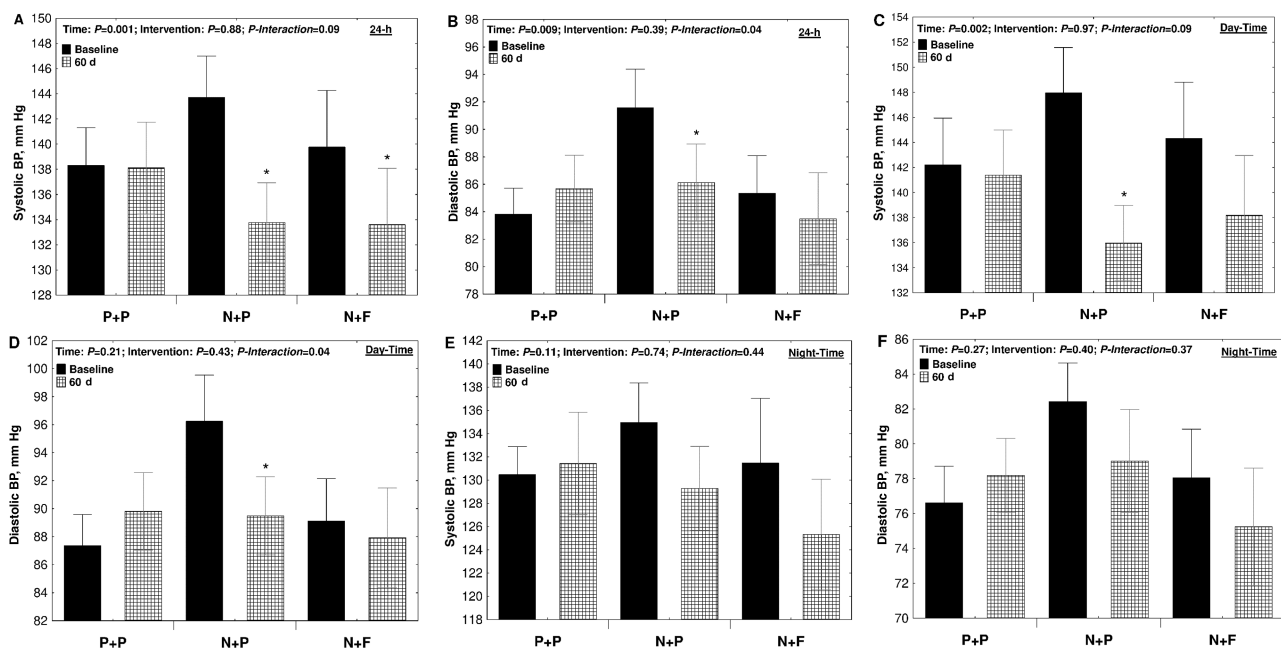 A
Time: P=0.001; Intervention: P=0.88; P-Interaction=0.09 24-h
Baseline
60 d
Systolic BP, mm Hg
150
148
146
144
142
140
138
136
134
132
130
128
P+P N+P N+F
B
Time: P=0.009; Intervention: P=0.39; P-Interaction=0.04 24-h
Baseline
60 d
Diastolic BP, mm Hg
98
96
94
92
90
88
86
84
82
80
78
P+P N+P N+F
C
Time: P=0.002; Intervention: P=0.97; P-Interaction=0.09 Day-Time
Baseline
60 d
Systolic BP, mm Hg
154
152
150
148
146
144
142
140
138
136
134
132
P+P N+P N+F
D
Time: P=0.21; Intervention: P=0.43; P-Interaction=0.04 Day-Time
Baseline
60 d
Diastolic BP, mm Hg
102
100
98
96
94
92
90
88
86
84
82
P+P N+P N+F
E
Time: P=0.11; Intervention: P=0.74; P-Interaction=0.44 Night-Time
Baseline
60 d
Systolic BP, mm Hg
142
140
138
136
134
132
130
128
126
124
122
120
118
P+P N+P N+F
F
Time: P=0.27; Intervention: P=0.40; P-Interaction=0.37 Night-Time
Baseline
60 d
Diastolic BP, mm Hg
86
84
82
80
78
76
74
72
70
P+P N+P N+F